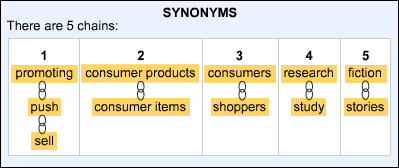 SYNONYMS
There are 5 chains:
1 2 3 4 5
promoting consumer products consumers research fiction
push consumer items shoppers study stories
sell